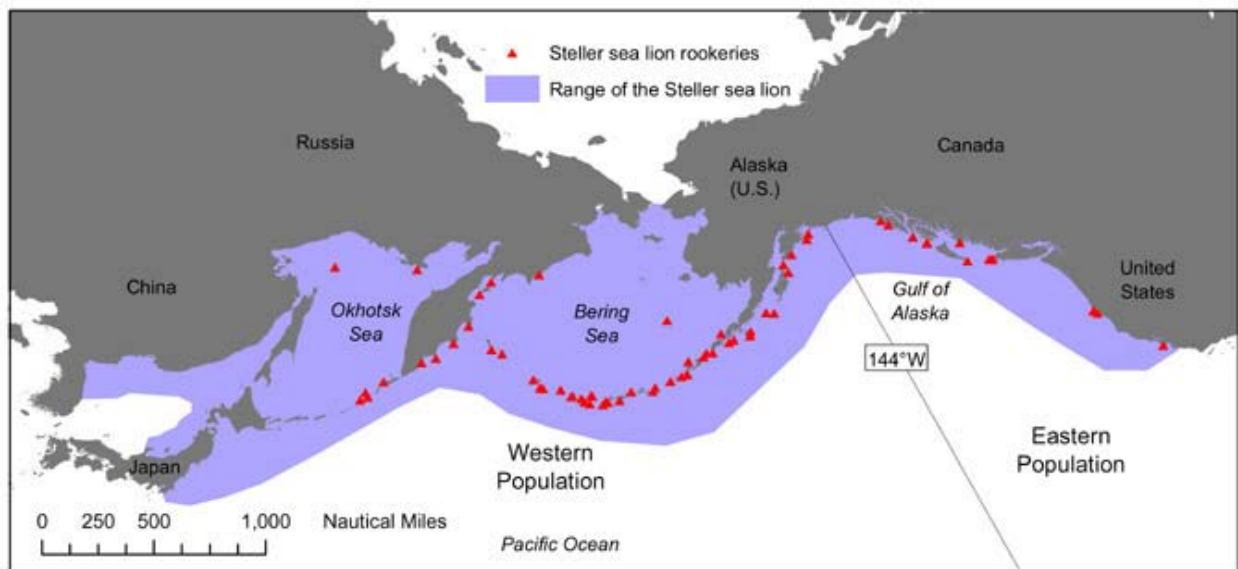 Steller sea lion rookeries
Range of the Steller sea lion
Russia
Canada
Alaska
(U.S.)
China
Okhotsk
Sea
Bering
Sea
Gulf of
Alaska
United
States
144°W
Japan
Western
Population
Eastern
Population
0 250 500 1,000 Nautical Miles
Pacific Ocean